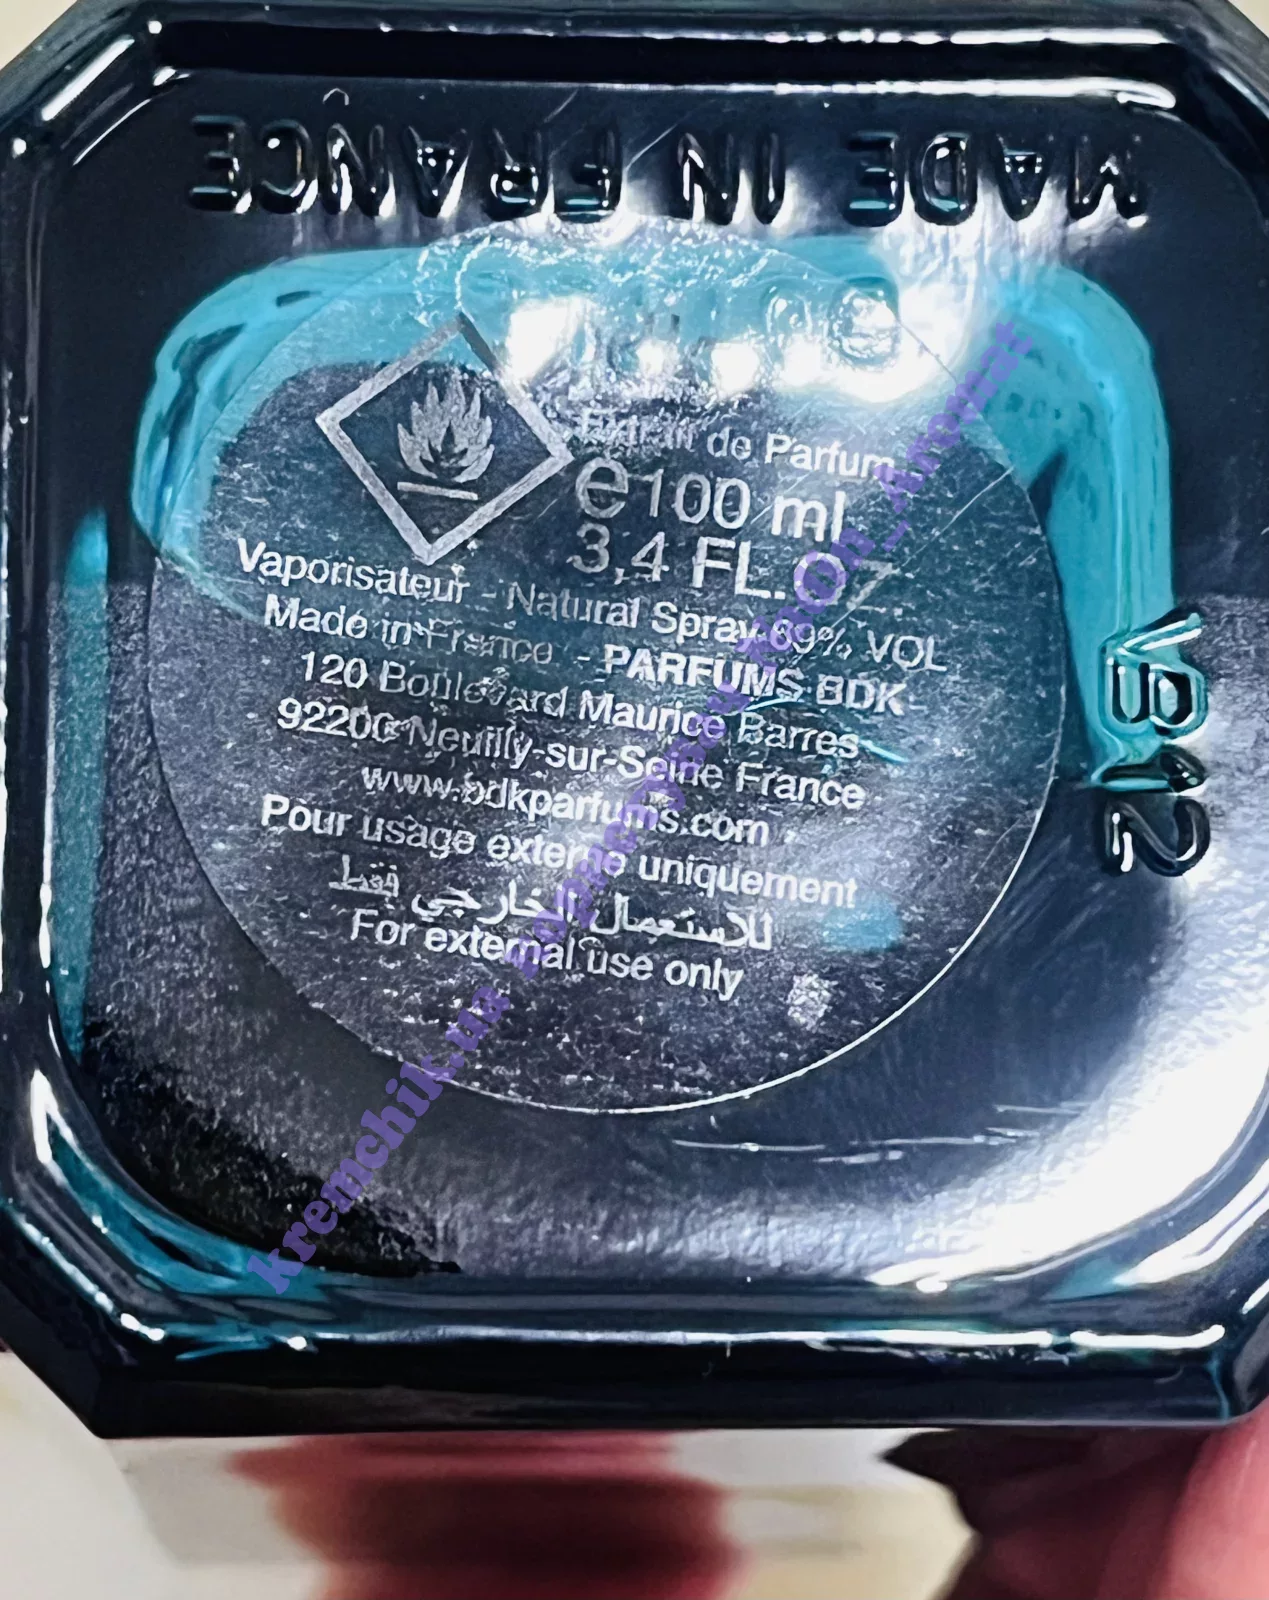 MADE IN FRANCE
Extrait de Parfum
e 100 ml
3,4 FL. OZ
Vaporisateur - Natural Spray 89% VOL
Made in France - PARFUMS BDK
120 Boulevard Maurice Barres
92200 Neuilly-sur-Seine France
www.bdkparfums.com
Pour usage externe uniquement
للاستعمال الخارجي فقط
For external use only
VB12
kremchik.ua